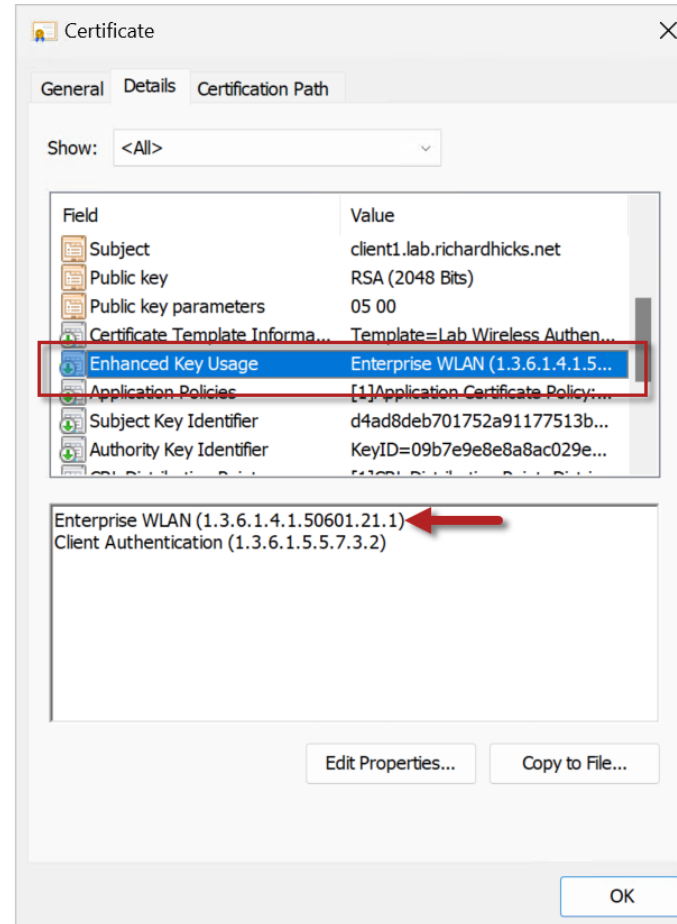 Certificate
General Details Certification Path
Show: <All>
Field Value
Subject client1.lab.richardhicks.net
Public key RSA (2048 Bits)
Public key parameters 05 00
Certificate Template Informa... Template=Lab Wireless Authen...
Enhanced Key Usage Enterprise WLAN (1.3.6.1.4.1.5...
Application Policies [1]Application Certificate Policy:...
Subject Key Identifier d4ad8deb701752a91177513b...
Authority Key Identifier KeyID=09b7e9e8e8a8ac029e...
Enterprise WLAN (1.3.6.1.4.1.50601.21.1)
Client Authentication (1.3.6.1.5.5.7.3.2)
Edit Properties... Copy to File...
OK